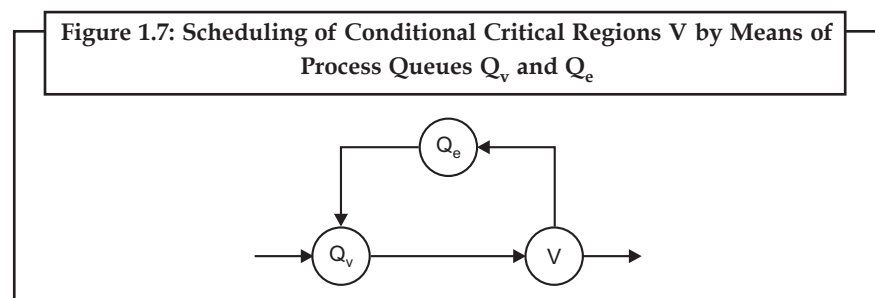 Figure 1.7: Scheduling of Conditional Critical Regions V by Means of
Process Queues Qv and Qe
Qe
Qv
V